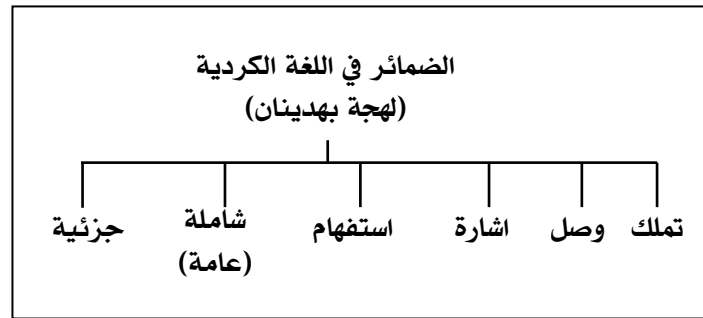 الضمائر في اللغة الكردية
(لهجة بهدينان)
تملك وصل اشارة استفهام شاملة جزئية
(عامة)